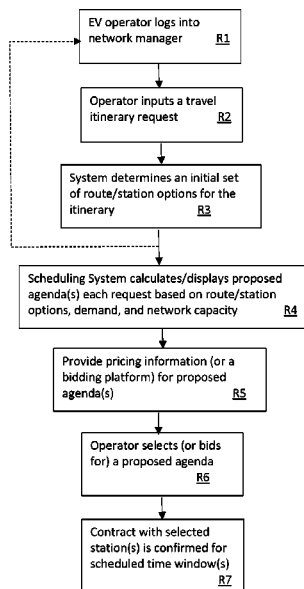 EV operator logs into
network manager R1
Operator inputs a travel
itinerary request R2
System determines an initial set
of route/station options for the
itinerary R3
Scheduling System calculates/displays proposed
agenda(s) each request based on route/station
options, demand, and network capacity R4
Provide pricing information (or a
bidding platform) for proposed
agenda(s) R5
Operator selects (or bids
for) a proposed agenda
R6
Contract with selected
station(s) is confirmed for
scheduled time window(s)
R7